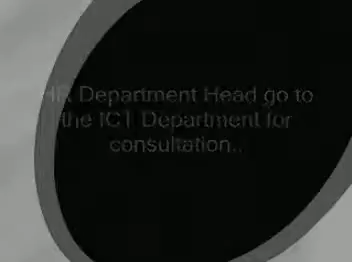 HR Department Head go to
the ICT Department for
consultation..